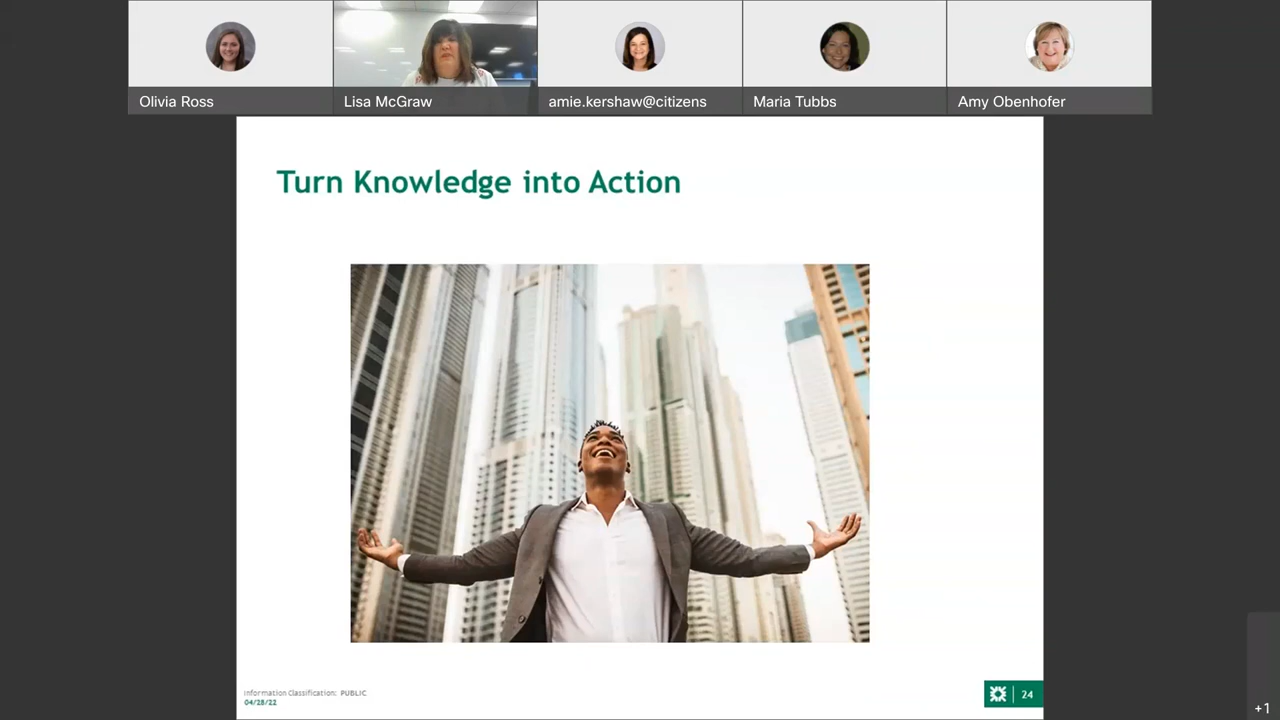 Olivia Ross
Lisa McGraw
amie.kershaw@citizens
Maria Tubbs
Amy Obenhofer
Turn Knowledge into Action
Information Classification: PUBLIC
04/28/22
24
+1